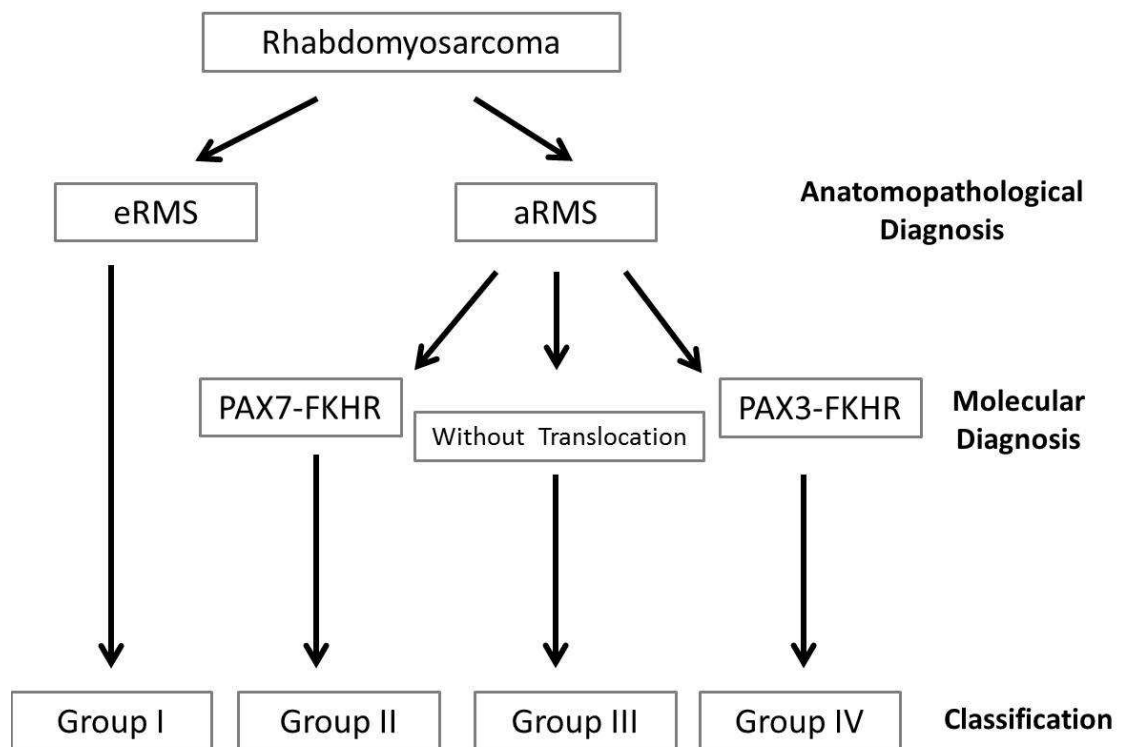 Rhabdomyosarcoma
eRMS
aRMS
Anatomopathological
Diagnosis
PAX7-FKHR
Without Translocation
PAX3-FKHR
Molecular
Diagnosis
Group I
Group II
Group III
Group IV
Classification